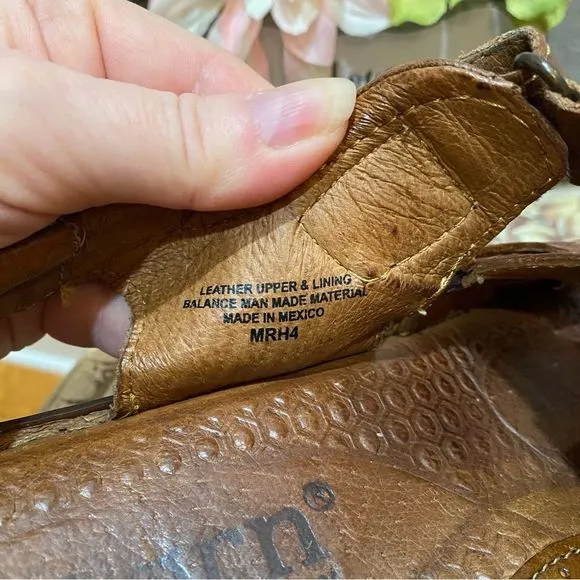 LEATHER UPPER & LINING
BALANCE MAN MADE MATERIAL
MADE IN MEXICO
MRH4
®